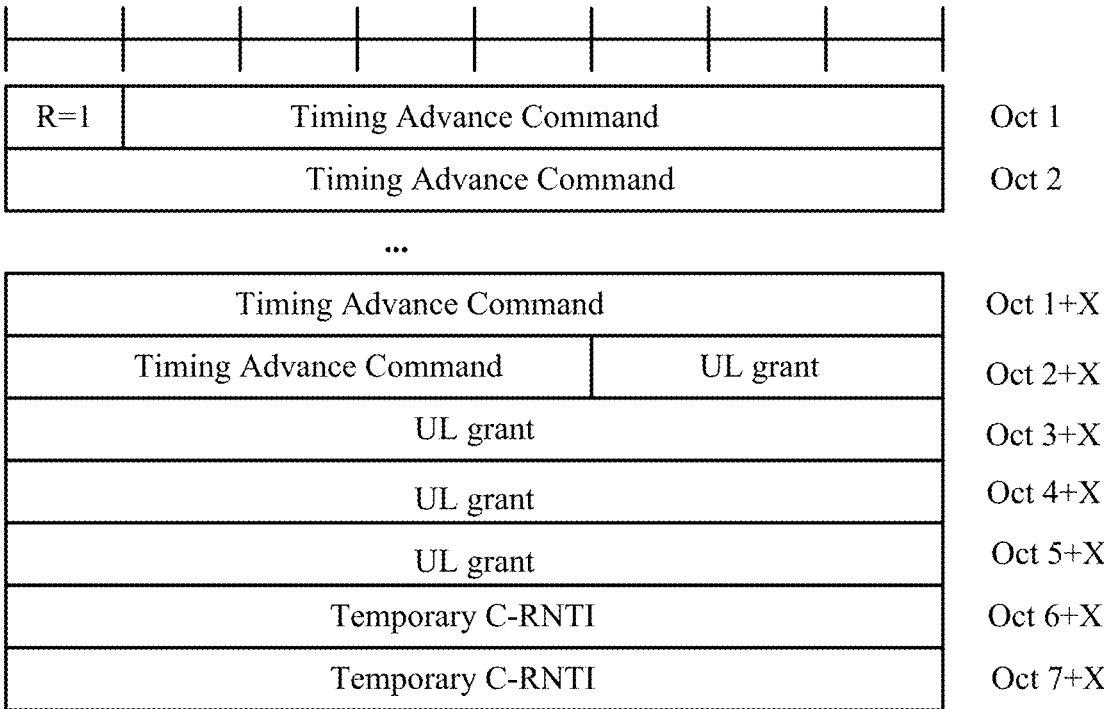 R=1 Timing Advance Command Oct 1
Timing Advance Command Oct 2
...
Timing Advance Command Oct 1+X
Timing Advance Command UL grant Oct 2+X
UL grant Oct 3+X
UL grant Oct 4+X
UL grant Oct 5+X
Temporary C-RNTI Oct 6+X
Temporary C-RNTI Oct 7+X